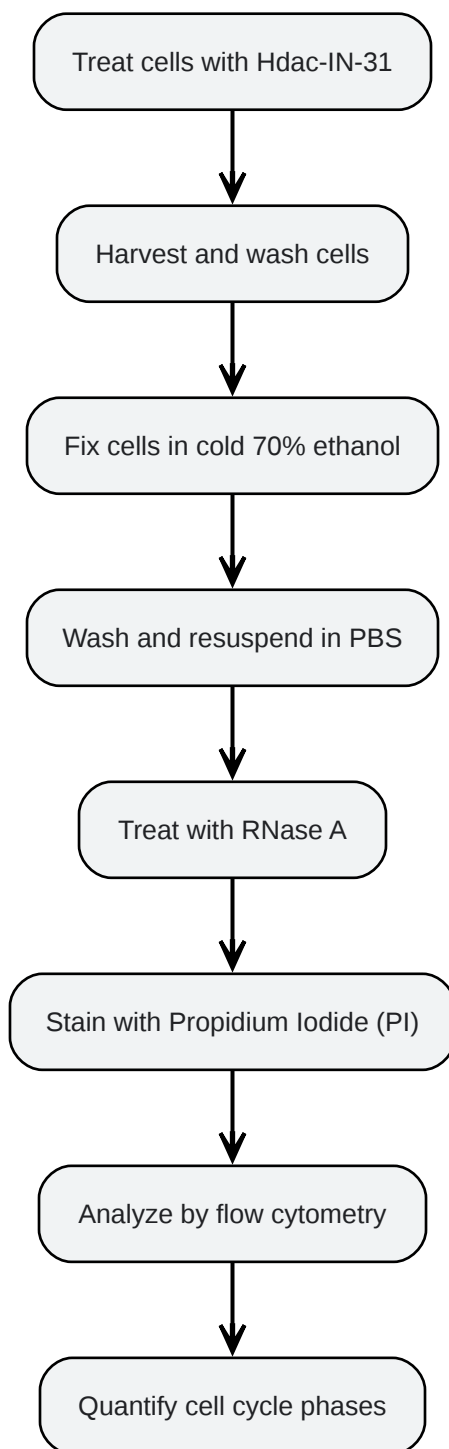 Treat cells with Hdac-IN-31
Harvest and wash cells
Fix cells in cold 70% ethanol
Wash and resuspend in PBS
Treat with RNase A
Stain with Propidium Iodide (PI)
Analyze by flow cytometry
Quantify cell cycle phases